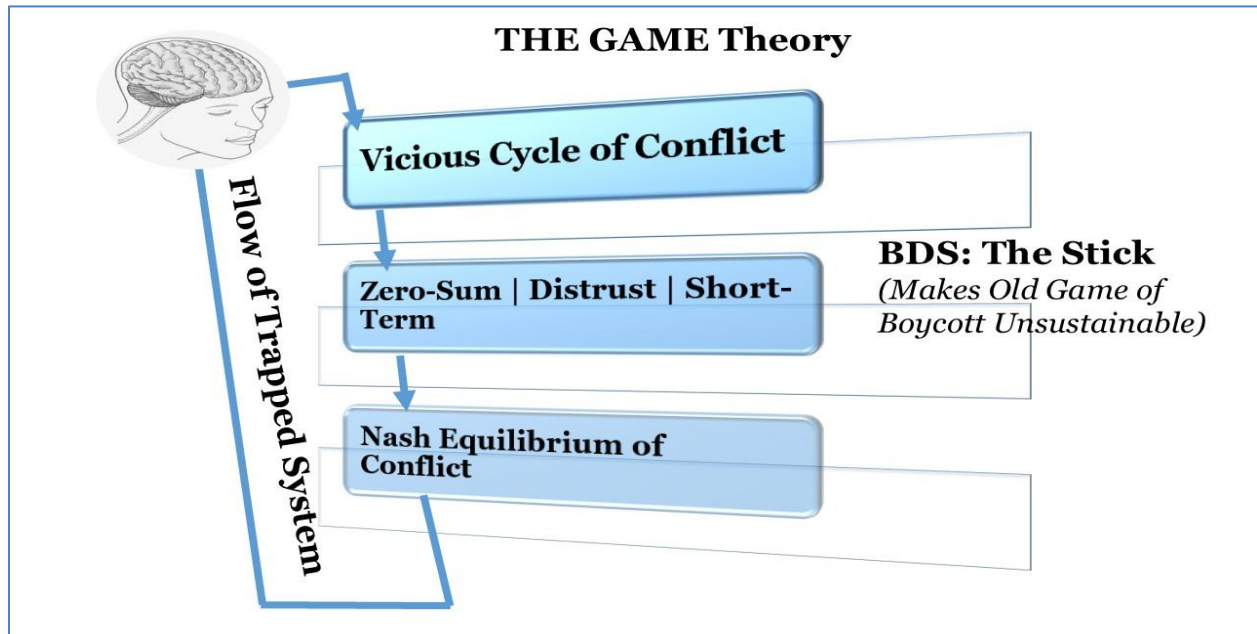 THE GAME Theory
Vicious Cycle of Conflict
Zero-Sum | Distrust | Short-
Term
Nash Equilibrium of
Conflict
Flow of Trapped System
BDS: The Stick
(Makes Old Game of
Boycott Unsustainable)